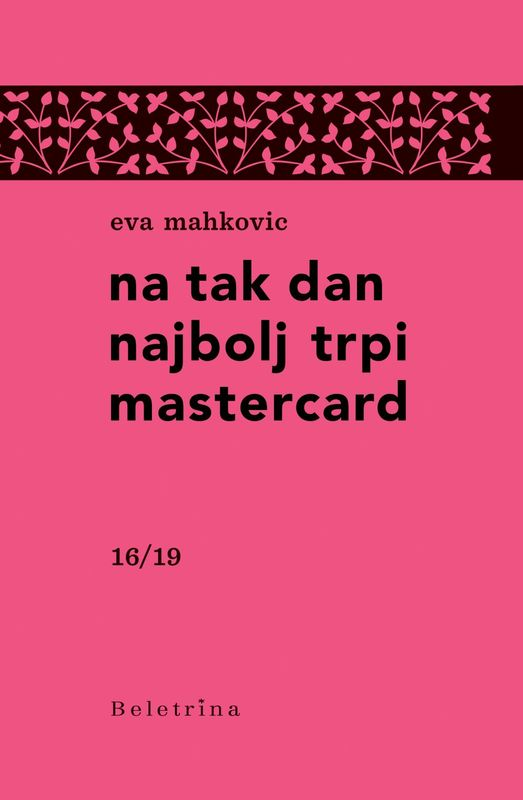 eva mahkovic
na tak dan
najbolj trpi
mastercard
16/19
Beletrina